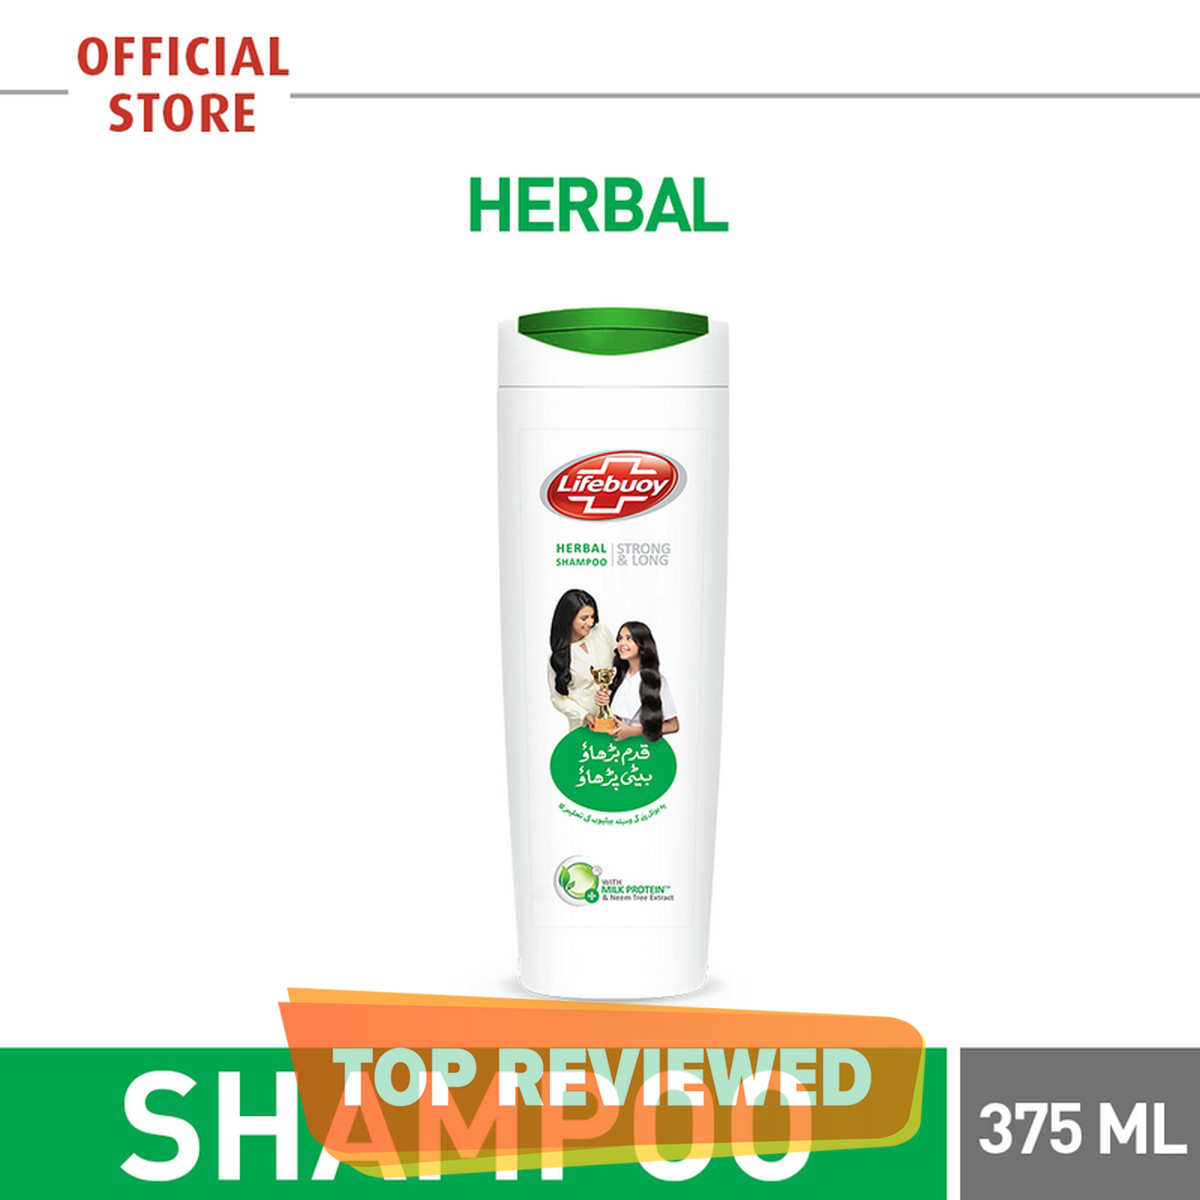 OFFICIAL
STORE
HERBAL
Lifebuoy
HERBAL
SHAMPOO
STRONG
& LONG
قدم بڑھاؤ
بیٹی پڑھاؤ
WITH
MILK PROTEIN™
& Neem Tree Extract
TOP REVIEWED
SHAMPOO
375 ML